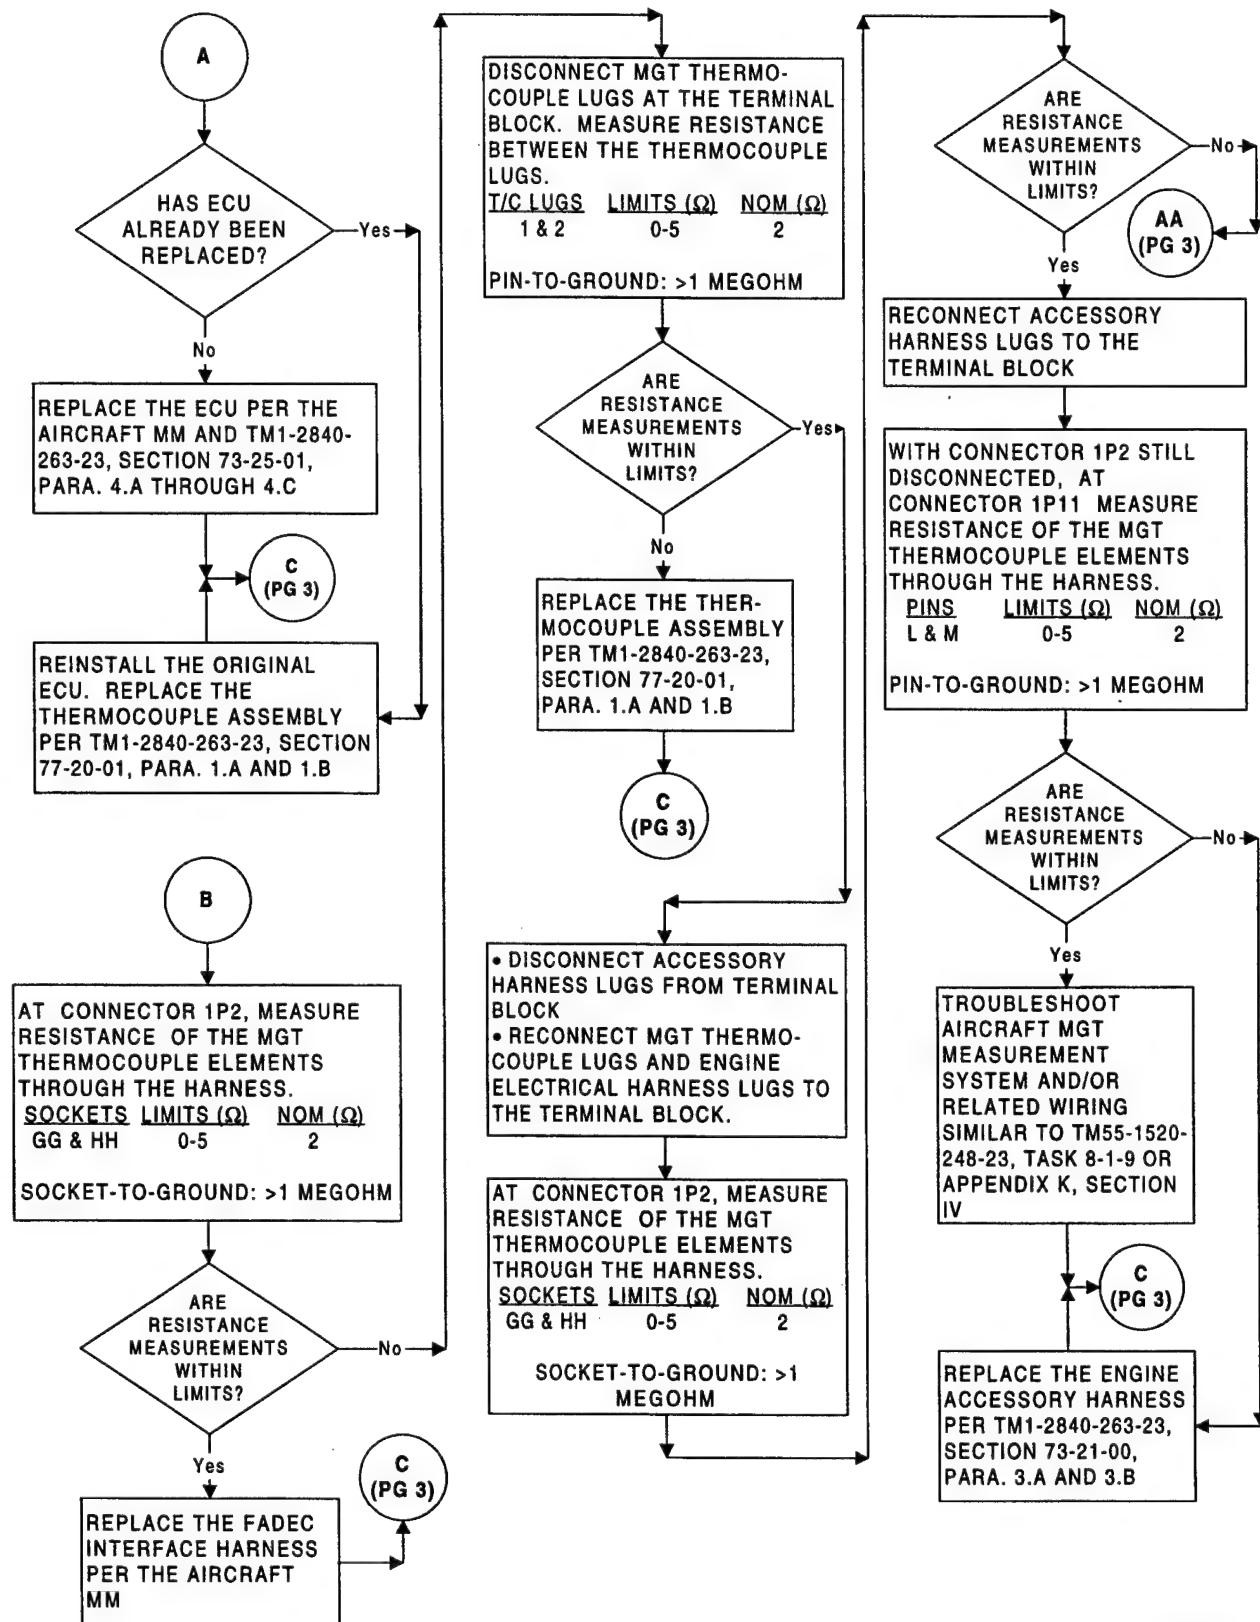 A
HAS ECU
ALREADY BEEN
REPLACED?
Yes
No
REPLACE THE ECU PER THE
AIRCRAFT MM AND TM1-2840-
263-23, SECTION 73-25-01,
PARA. 4.A THROUGH 4.C
C
(PG 3)
REINSTALL THE ORIGINAL
ECU. REPLACE THE
THERMOCOUPLE ASSEMBLY
PER TM1-2840-263-23, SECTION
77-20-01, PARA. 1.A AND 1.B
B
AT CONNECTOR 1P2, MEASURE
RESISTANCE OF THE MGT
THERMOCOUPLE ELEMENTS
THROUGH THE HARNESS.
SOCKETS LIMITS (Ω) NOM (Ω)
GG & HH 0-5 2
SOCKET-TO-GROUND: >1 MEGOHM
ARE
RESISTANCE
MEASUREMENTS
WITHIN
LIMITS?
No
Yes
REPLACE THE FADEC
INTERFACE HARNESS
PER THE AIRCRAFT
MM
C
(PG 3)
DISCONNECT MGT THERMO-
COUPLE LUGS AT THE TERMINAL
BLOCK. MEASURE RESISTANCE
BETWEEN THE THERMOCOUPLE
LUGS.
T/C LUGS LIMITS (Ω) NOM (Ω)
1 & 2 0-5 2
PIN-TO-GROUND: >1 MEGOHM
ARE
RESISTANCE
MEASUREMENTS
WITHIN
LIMITS?
Yes
No
REPLACE THE THER-
MOCOUPLE ASSEMBLY
PER TM1-2840-263-23,
SECTION 77-20-01,
PARA. 1.A AND 1.B
C
(PG 3)
• DISCONNECT ACCESSORY
HARNESS LUGS FROM TERMINAL
BLOCK
• RECONNECT MGT THERMO-
COUPLE LUGS AND ENGINE
ELECTRICAL HARNESS LUGS TO
THE TERMINAL BLOCK.
AT CONNECTOR 1P2, MEASURE
RESISTANCE OF THE MGT
THERMOCOUPLE ELEMENTS
THROUGH THE HARNESS.
SOCKETS LIMITS (Ω) NOM (Ω)
GG & HH 0-5 2
SOCKET-TO-GROUND: >1
MEGOHM
ARE
RESISTANCE
MEASUREMENTS
WITHIN
LIMITS?
No
AA
(PG 3)
Yes
RECONNECT ACCESSORY
HARNESS LUGS TO THE
TERMINAL BLOCK
WITH CONNECTOR 1P2 STILL
DISCONNECTED, AT
CONNECTOR 1P11 MEASURE
RESISTANCE OF THE MGT
THERMOCOUPLE ELEMENTS
THROUGH THE HARNESS.
PINS LIMITS (Ω) NOM (Ω)
L & M 0-5 2
PIN-TO-GROUND: >1 MEGOHM
ARE
RESISTANCE
MEASUREMENTS
WITHIN
LIMITS?
No
Yes
TROUBLESHOOT
AIRCRAFT MGT
MEASUREMENT
SYSTEM AND/OR
RELATED WIRING
SIMILAR TO TM55-1520-
248-23, TASK 8-1-9 OR
APPENDIX K, SECTION
IV
C
(PG 3)
REPLACE THE ENGINE
ACCESSORY HARNESS
PER TM1-2840-263-23,
SECTION 73-21-00,
PARA. 3.A AND 3.B